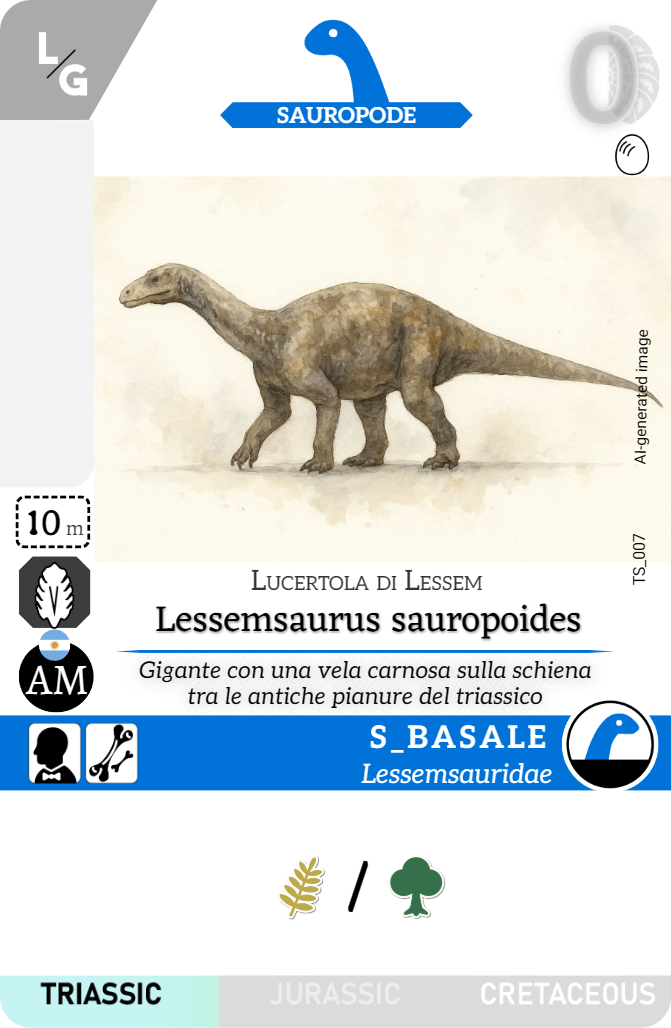 L/G
SAUROPODE
0
AI-generated image
10 m
TS_007
LUCERTOLA DI LESSEM
Lessemsaurus sauropoides
AM
Gigante con una vela carnosa sulla schiena
tra le antiche pianure del triassico
S_BASALE
Lessemsauridae
/
TRIASSIC JURASSIC CRETACEOUS